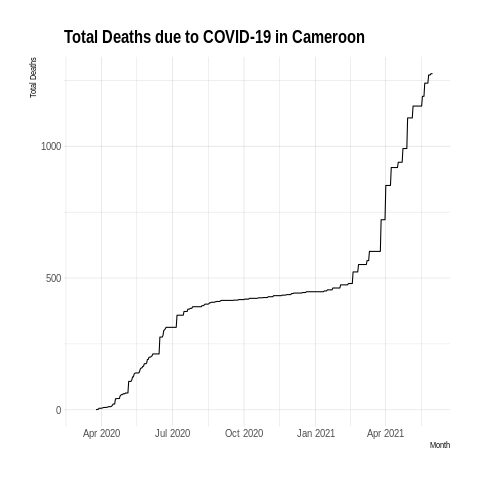 Total Deaths due to COVID-19 in Cameroon
Total Deaths
1000
500
0
Apr 2020 Jul 2020 Oct 2020 Jan 2021 Apr 2021
Month